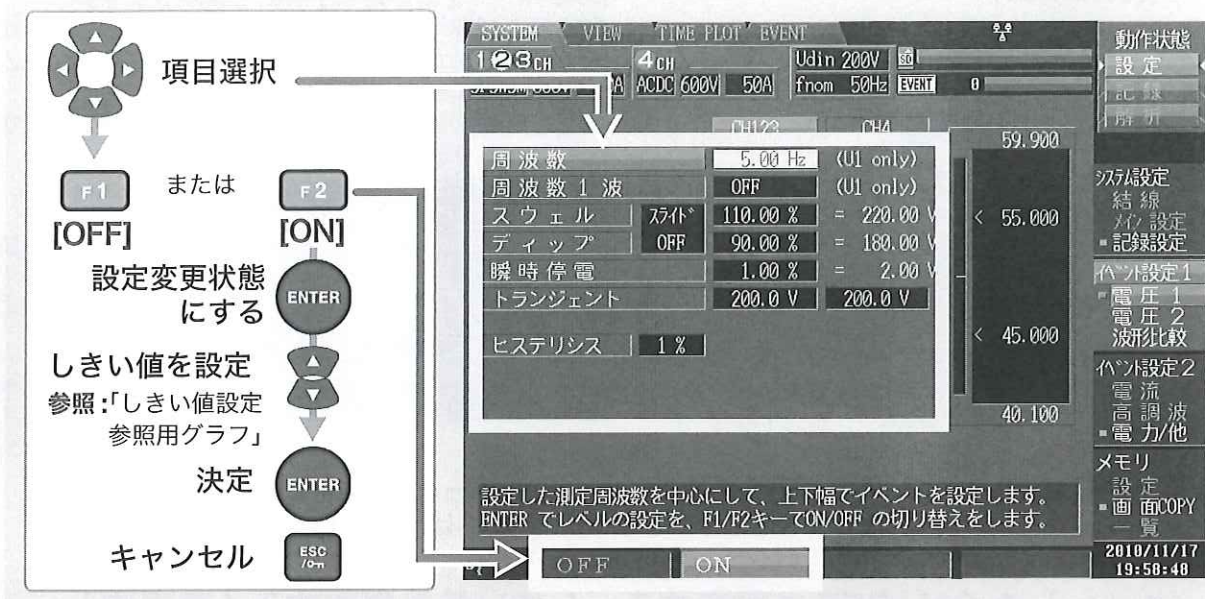 項目選択
F1
または
F2
[OFF]
[ON]
設定変更状態
にする
ENTER
しきい値を設定
参照:「しきい値設定
参照用グラフ」
決定
ENTER
キャンセル
ESC
SYSTEM VIEW TIME PLOT EVENT
123CH 4CH Udin 200V SD
ACDC 600V 50A fnom 50Hz EVENT 0
CH123 CH4
周波数 5.00 Hz (U1 only)
周波数1波 OFF (U1 only)
スウェル スライド 110.00 % = 220.00 V
ディップ OFF 90.00 % = 180.00 V
瞬時停電 1.00 % = 2.00 V
トランジェント 200.0 V 200.0 V
ヒステリシス 1 %
59.900
< 55.000
< 45.000
40.100
設定した測定周波数を中心にして、上下幅でイベントを設定します。
ENTER でレベルの設定を、F1/F2キーでON/OFF の切り替えをします。
OFF ON
動作状態
設定
記録
解析
システム設定
結線
メイン設定
記録設定
イベント設定1
電圧1
電圧2
波形比較
イベント設定2
電流
高調波
電力/他
メモリ
設定
画面COPY
一覧
2010/11/17
19:58:48